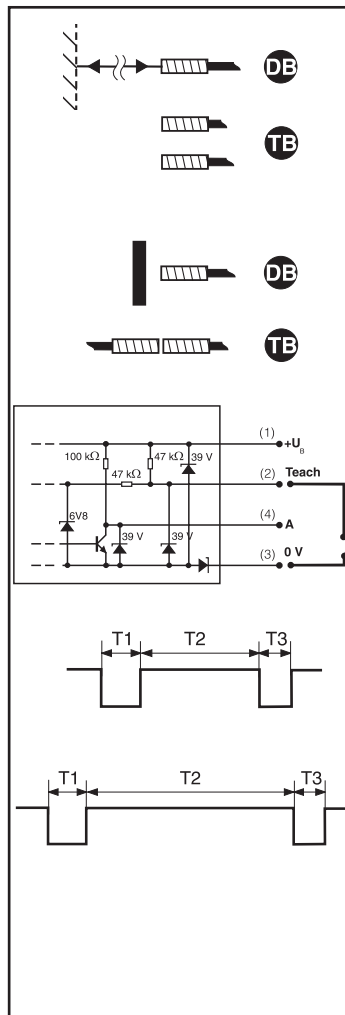 DB
TB
DB
TB
(1) +U_B
100 kΩ 47 kΩ 39 V
47 kΩ (2) Teach
6V8 (4) A
39 V 39 V (3) 0 V
T1 T2 T3
T1 T2 T3